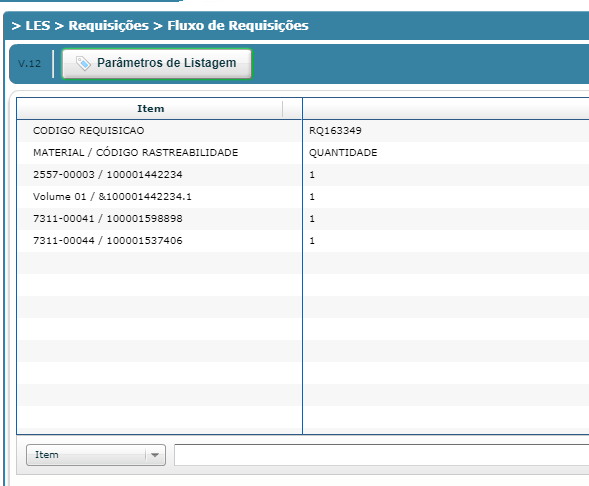 > LES > Requisições > Fluxo de Requisições
V.12 Parâmetros de Listagem
Item
CODIGO REQUISICAO RQ163349
MATERIAL / CÓDIGO RASTREABILIDADE QUANTIDADE
2557-00003 / 100001442234 1
Volume 01 / &100001442234.1 1
7311-00041 / 100001598898 1
7311-00044 / 100001537406 1
Item